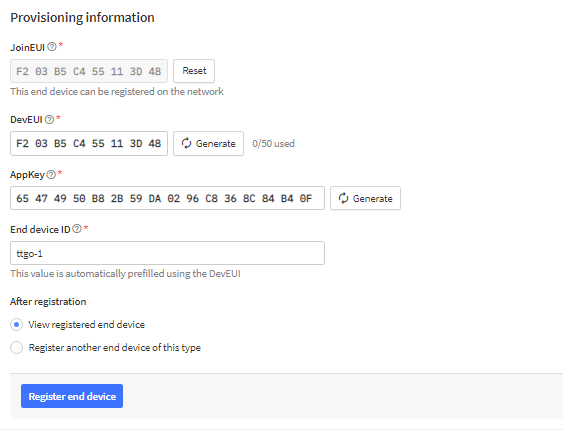 Provisioning information
JoinEUI *
F2 03 B5 C4 55 11 3D 48 Reset
This end device can be registered on the network
DevEUI *
F2 03 B5 C4 55 11 3D 48 Generate 0/50 used
AppKey *
65 47 49 50 B8 2B 59 DA 02 96 C8 36 8C 84 B4 0F Generate
End device ID *
ttgo-1
This value is automatically prefilled using the DevEUI
After registration
View registered end device
Register another end device of this type
Register end device